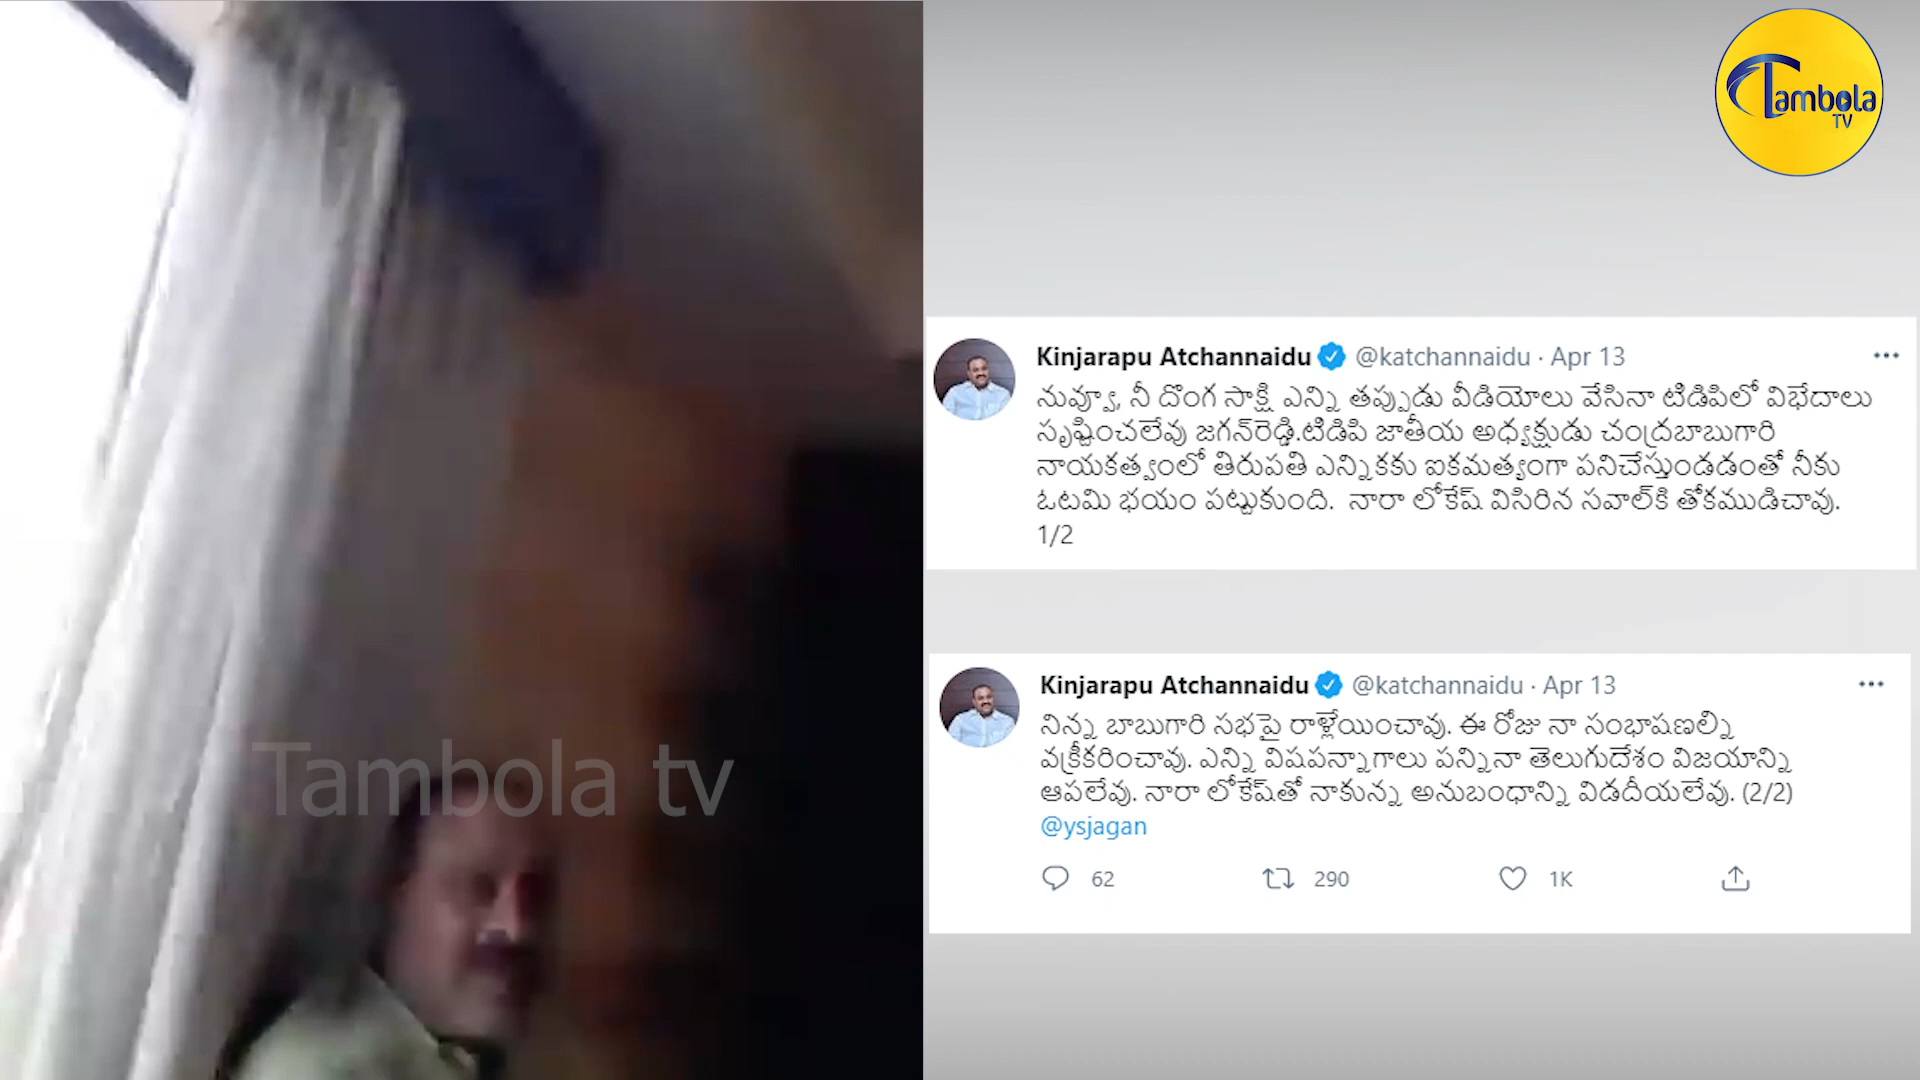 Tambola
TV
Kinjarapu Atchannaidu @katchannaidu · Apr 13
నువ్వూ, నీ దొంగ సాక్షి ఎన్ని తప్పుడు వీడియోలు వేసినా టిడిపిలో విభేదాలు
సృష్టించలేవు జగన్‌రెడ్డి.టిడిపి జాతీయ అధ్యక్షుడు చంద్రబాబుగారి
నాయకత్వంలో తిరుపతి ఎన్నికకు ఐకమత్యంగా పనిచేస్తుండడంతో నీకు
ఓటమి భయం పట్టుకుంది. నారా లోకేష్ విసిరిన సవాల్‌కి తోకముడిచావు.
1/2
Kinjarapu Atchannaidu @katchannaidu · Apr 13
నిన్న బాబుగారి సభపై రాళ్లేయించావు. ఈ రోజు నా సంభాషణల్ని
వక్రీకరించావు. ఎన్ని విషపన్నాగాలు పన్నినా తెలుగుదేశం విజయాన్ని
ఆపలేవు. నారా లోకేష్‌తో నాకున్న అనుబంధాన్ని విడదీయలేవు. (2/2)
@ysjagan
62 290 1K
Tambola tv